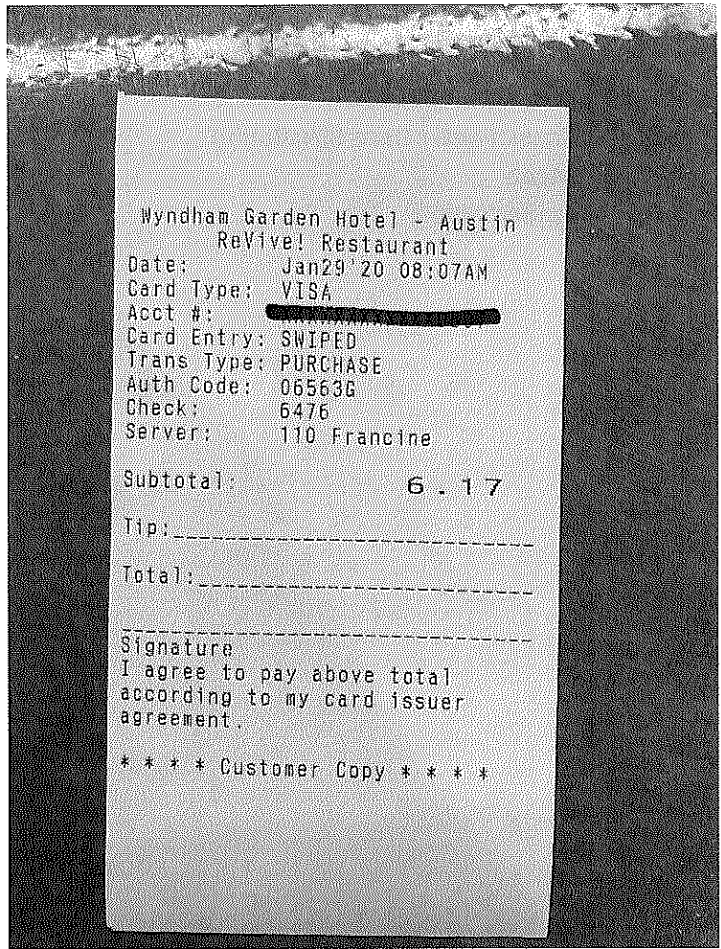 Wyndham Garden Hotel - Austin
ReVive! Restaurant
Date: Jan29'20 08:07AM
Card Type: VISA
Acct #:
Card Entry: SWIPED
Trans Type: PURCHASE
Auth Code: 06563G
Check: 6476
Server: 110 Francine
Subtotal: 6.17
Tip:
Total:
Signature
I agree to pay above total
according to my card issuer
agreement.
* * * * Customer Copy * * * *